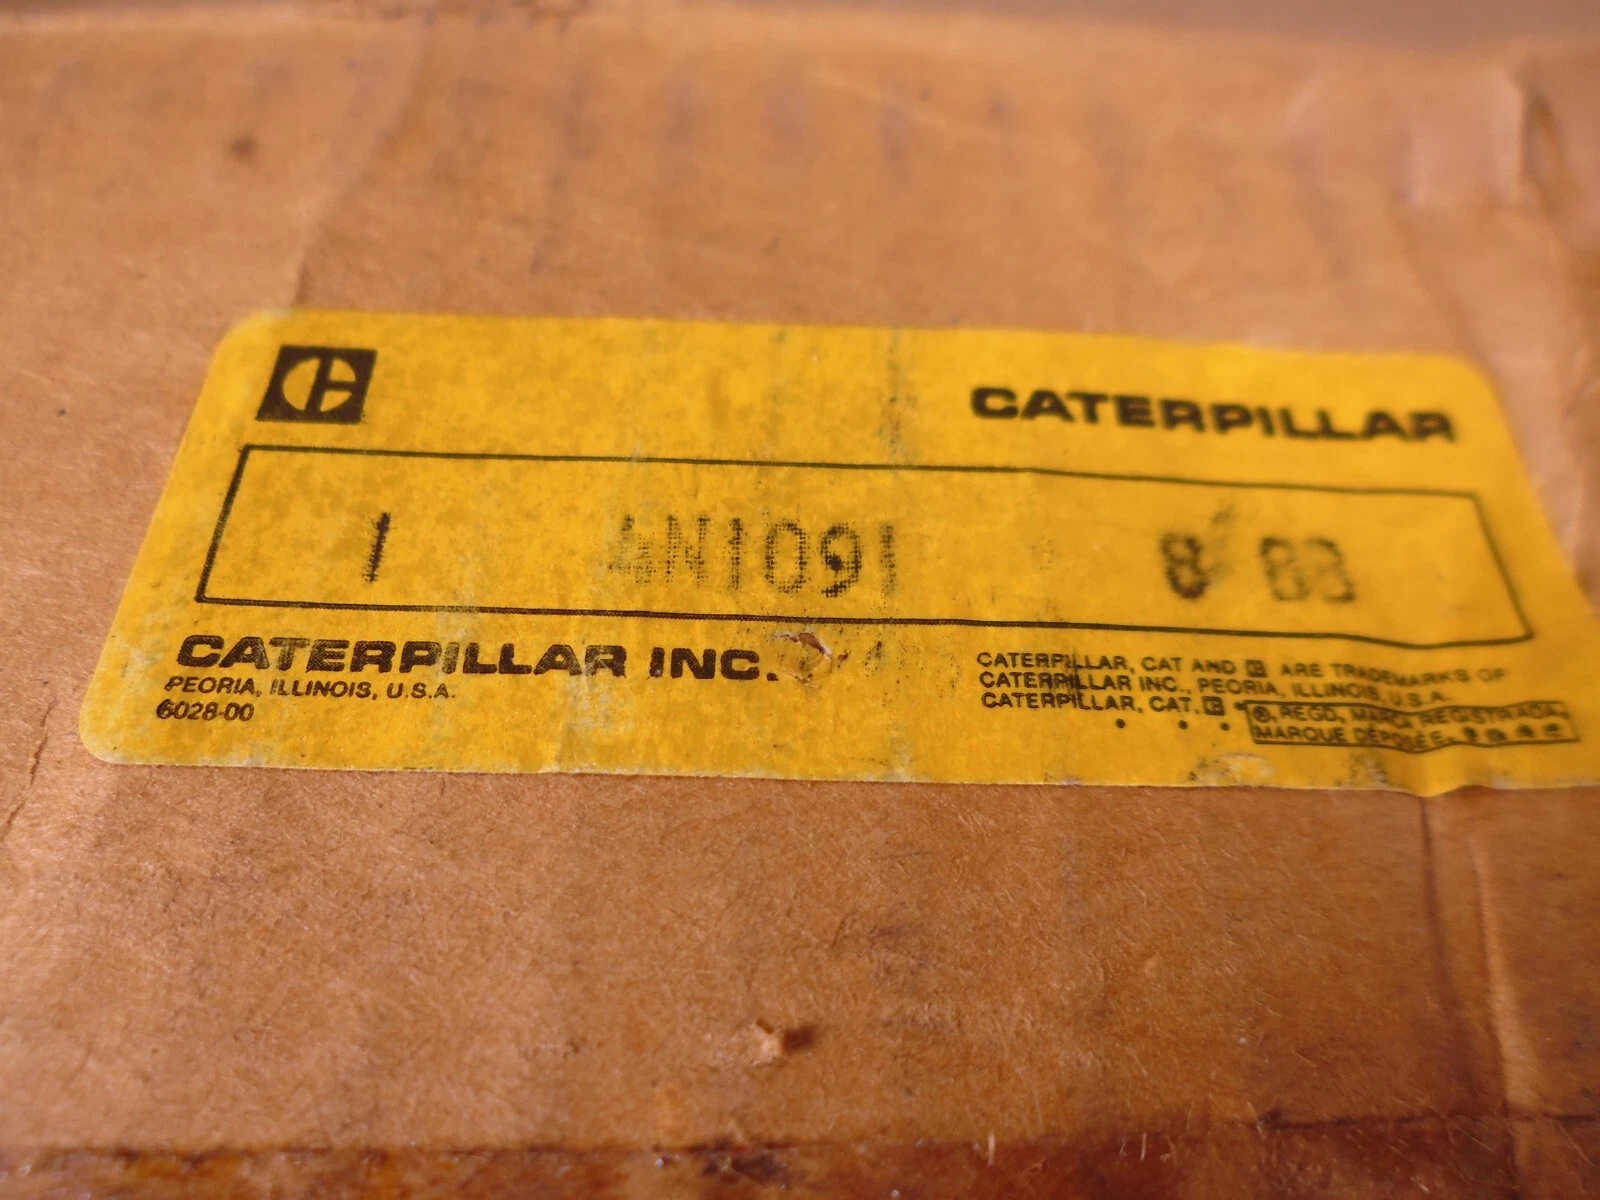 CATERPILLAR
1 4N1091 8 88
CATERPILLAR INC.
PEORIA, ILLINOIS, U.S.A.
6028-00
CATERPILLAR, CAT AND C ARE TRADEMARKS OF
CATERPILLAR INC., PEORIA, ILLINOIS, U.S.A.
CATERPILLAR, CAT, C
®, REGD, MARCA REGISTRADA,
MARQUE DÉPOSÉE,